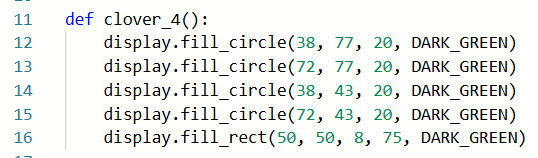 11 def clover_4():
12     display.fill_circle(38, 77, 20, DARK_GREEN)
13     display.fill_circle(72, 77, 20, DARK_GREEN)
14     display.fill_circle(38, 43, 20, DARK_GREEN)
15     display.fill_circle(72, 43, 20, DARK_GREEN)
16     display.fill_rect(50, 50, 8, 75, DARK_GREEN)